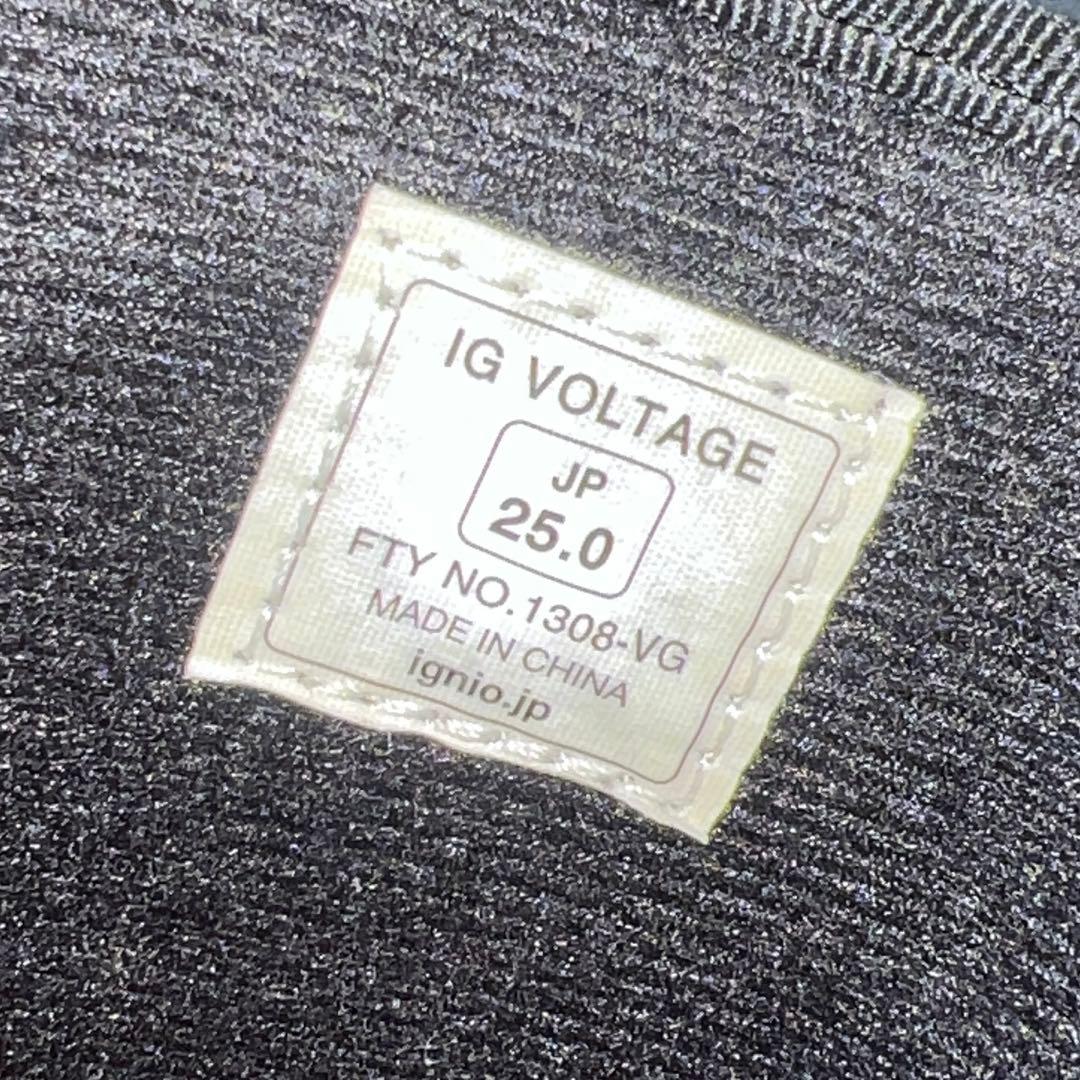 IG VOLTAGE
JP
25.0
FTY NO.1308-VG
MADE IN CHINA
ignio.jp